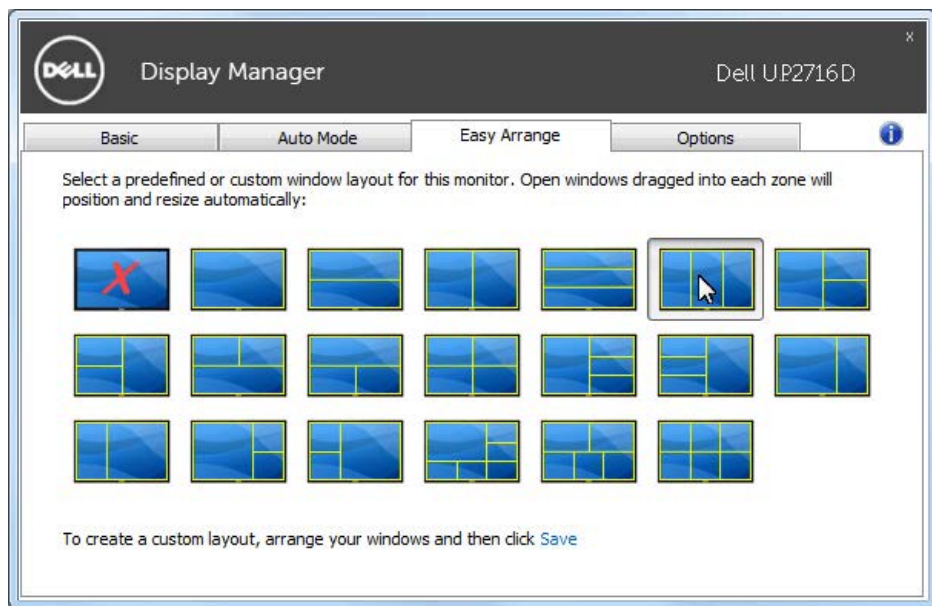 x
DELL
Display Manager
Dell UP2716D
Basic
Auto Mode
Easy Arrange
Options
Select a predefined or custom window layout for this monitor. Open windows dragged into each zone will
position and resize automatically:
To create a custom layout, arrange your windows and then click Save